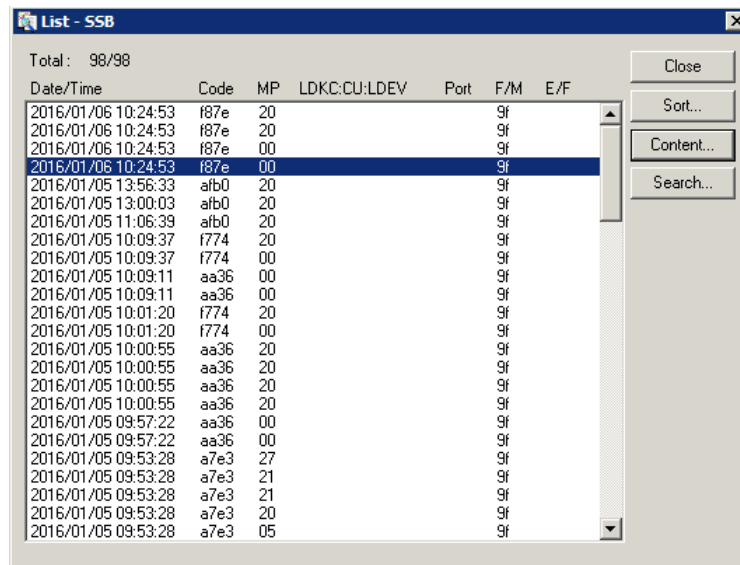 List - SSB
Total : 98/98
Close
Date/Time Code MP LDKC:CU:LDEV Port F/M E/F
Sort...
Content...
Search...
2016/01/06 10:24:53 f87e 20 9f
2016/01/06 10:24:53 f87e 20 9f
2016/01/06 10:24:53 f87e 00 9f
2016/01/06 10:24:53 f87e 00 9f
2016/01/05 13:56:33 afb0 20 9f
2016/01/05 13:00:03 afb0 20 9f
2016/01/05 11:06:39 afb0 20 9f
2016/01/05 10:09:37 f774 20 9f
2016/01/05 10:09:37 f774 00 9f
2016/01/05 10:09:11 aa36 00 9f
2016/01/05 10:09:11 aa36 00 9f
2016/01/05 10:01:20 f774 20 9f
2016/01/05 10:01:20 f774 00 9f
2016/01/05 10:00:55 aa36 20 9f
2016/01/05 10:00:55 aa36 20 9f
2016/01/05 10:00:55 aa36 20 9f
2016/01/05 10:00:55 aa36 20 9f
2016/01/05 09:57:22 aa36 00 9f
2016/01/05 09:57:22 aa36 00 9f
2016/01/05 09:53:28 a7e3 27 9f
2016/01/05 09:53:28 a7e3 21 9f
2016/01/05 09:53:28 a7e3 21 9f
2016/01/05 09:53:28 a7e3 20 9f
2016/01/05 09:53:28 a7e3 05 9f